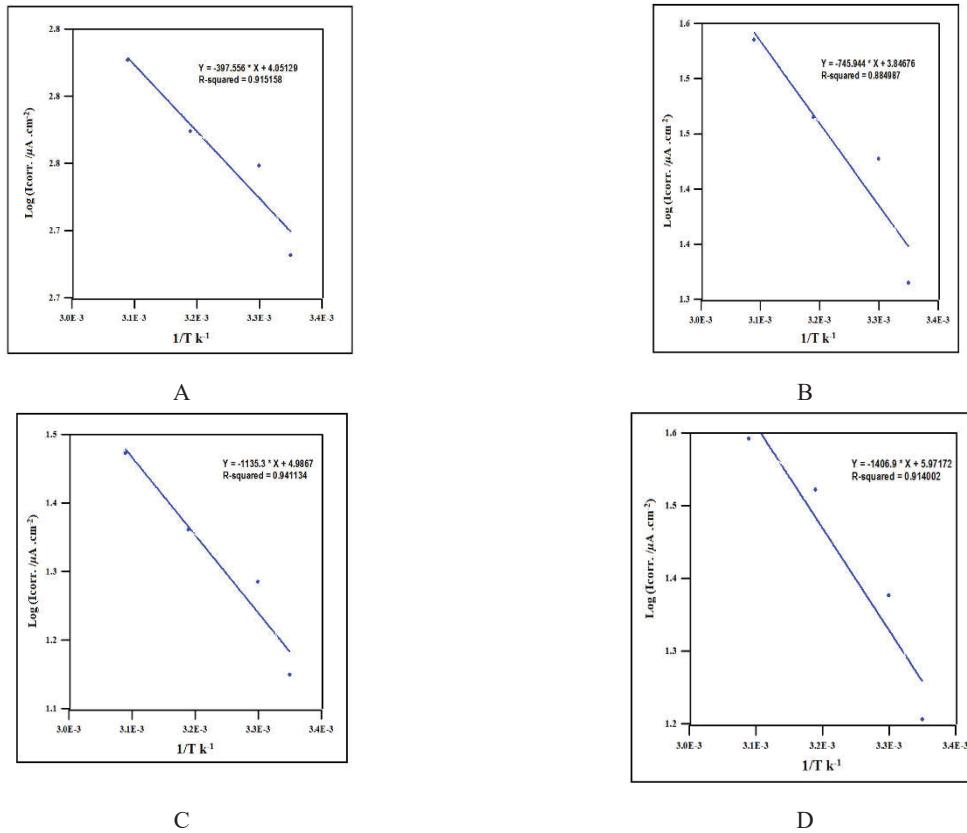 2.8
Y = -397.556 * X + 4.05129
R-squared = 0.915158
2.8
2.7
2.7
Log (Icorr. /µA .cm-2)
3.0E-3 3.1E-3 3.2E-3 3.3E-3 3.4E-3
1/T k-1
A
1.6
Y = -745.944 * X + 3.84676
R-squared = 0.884987
1.5
1.5
1.4
1.4
1.3
Log (Icorr. /µA .cm-2)
3.0E-3 3.1E-3 3.2E-3 3.3E-3 3.4E-3
1/T k-1
B
1.5
Y = -1135.3 * X + 4.9867
R-squared = 0.941134
1.4
1.3
1.2
1.1
Log (Icorr. /µA .cm-2)
3.0E-3 3.1E-3 3.2E-3 3.3E-3 3.4E-3
1/T k-1
C
1.6
Y = -1406.9 * X + 5.97172
R-squared = 0.914002
1.5
1.4
1.3
1.2
Log (Icorr. /µA .cm-2)
3.0E-3 3.1E-3 3.2E-3 3.3E-3 3.4E-3
1/T k-1
D